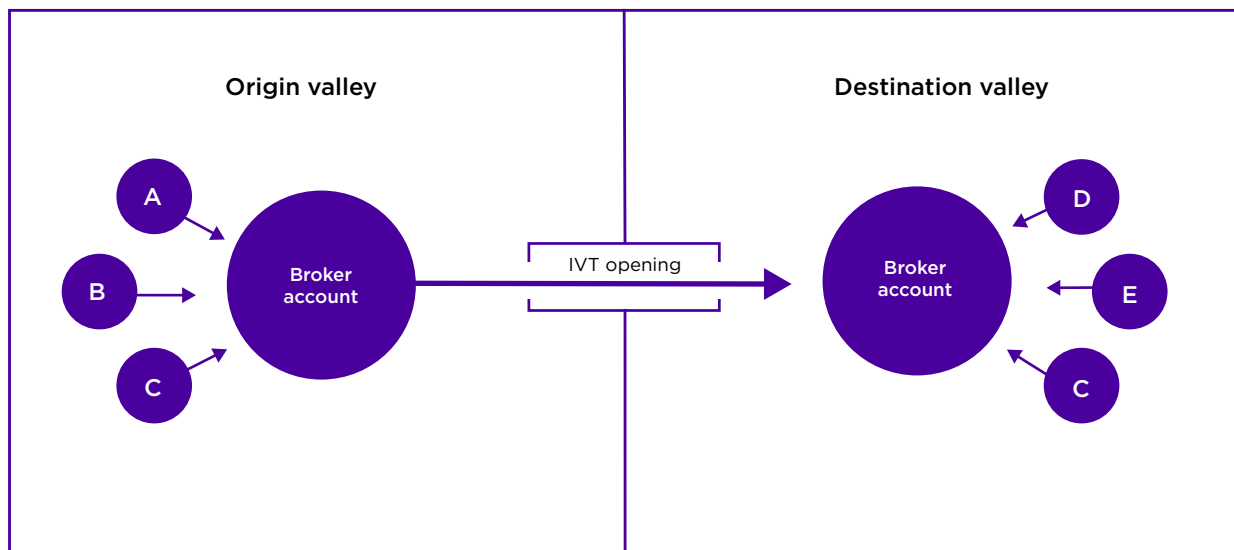 Origin valley
Destination valley
A
B
C
Broker
account
IVT opening
Broker
account
D
E
C